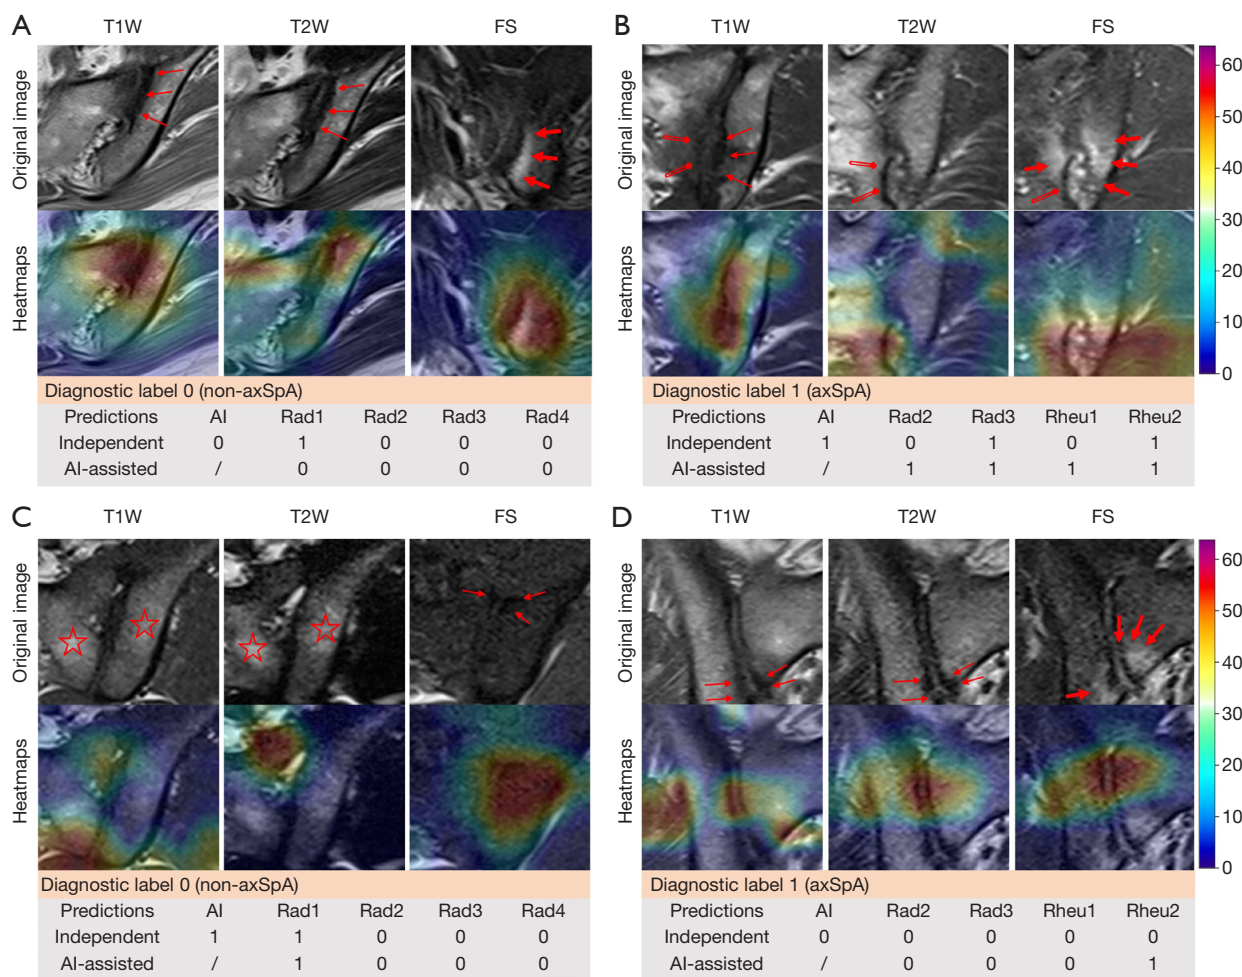 A
T1W T2W FS
Original image
Heatmaps
Diagnostic label 0 (non-axSpA)
Predictions AI Rad1 Rad2 Rad3 Rad4
Independent 0 1 0 0 0
AI-assisted / 0 0 0 0
B
T1W T2W FS
Original image
Heatmaps
60
50
40
30
20
10
0
Diagnostic label 1 (axSpA)
Predictions AI Rad2 Rad3 Rheu1 Rheu2
Independent 1 0 1 0 1
AI-assisted / 1 1 1 1
C
T1W T2W FS
Original image
Heatmaps
Diagnostic label 0 (non-axSpA)
Predictions AI Rad1 Rad2 Rad3 Rad4
Independent 1 1 0 0 0
AI-assisted / 1 0 0 0
D
T1W T2W FS
Original image
Heatmaps
60
50
40
30
20
10
0
Diagnostic label 1 (axSpA)
Predictions AI Rad2 Rad3 Rheu1 Rheu2
Independent 0 0 0 0 0
AI-assisted / 0 0 0 1